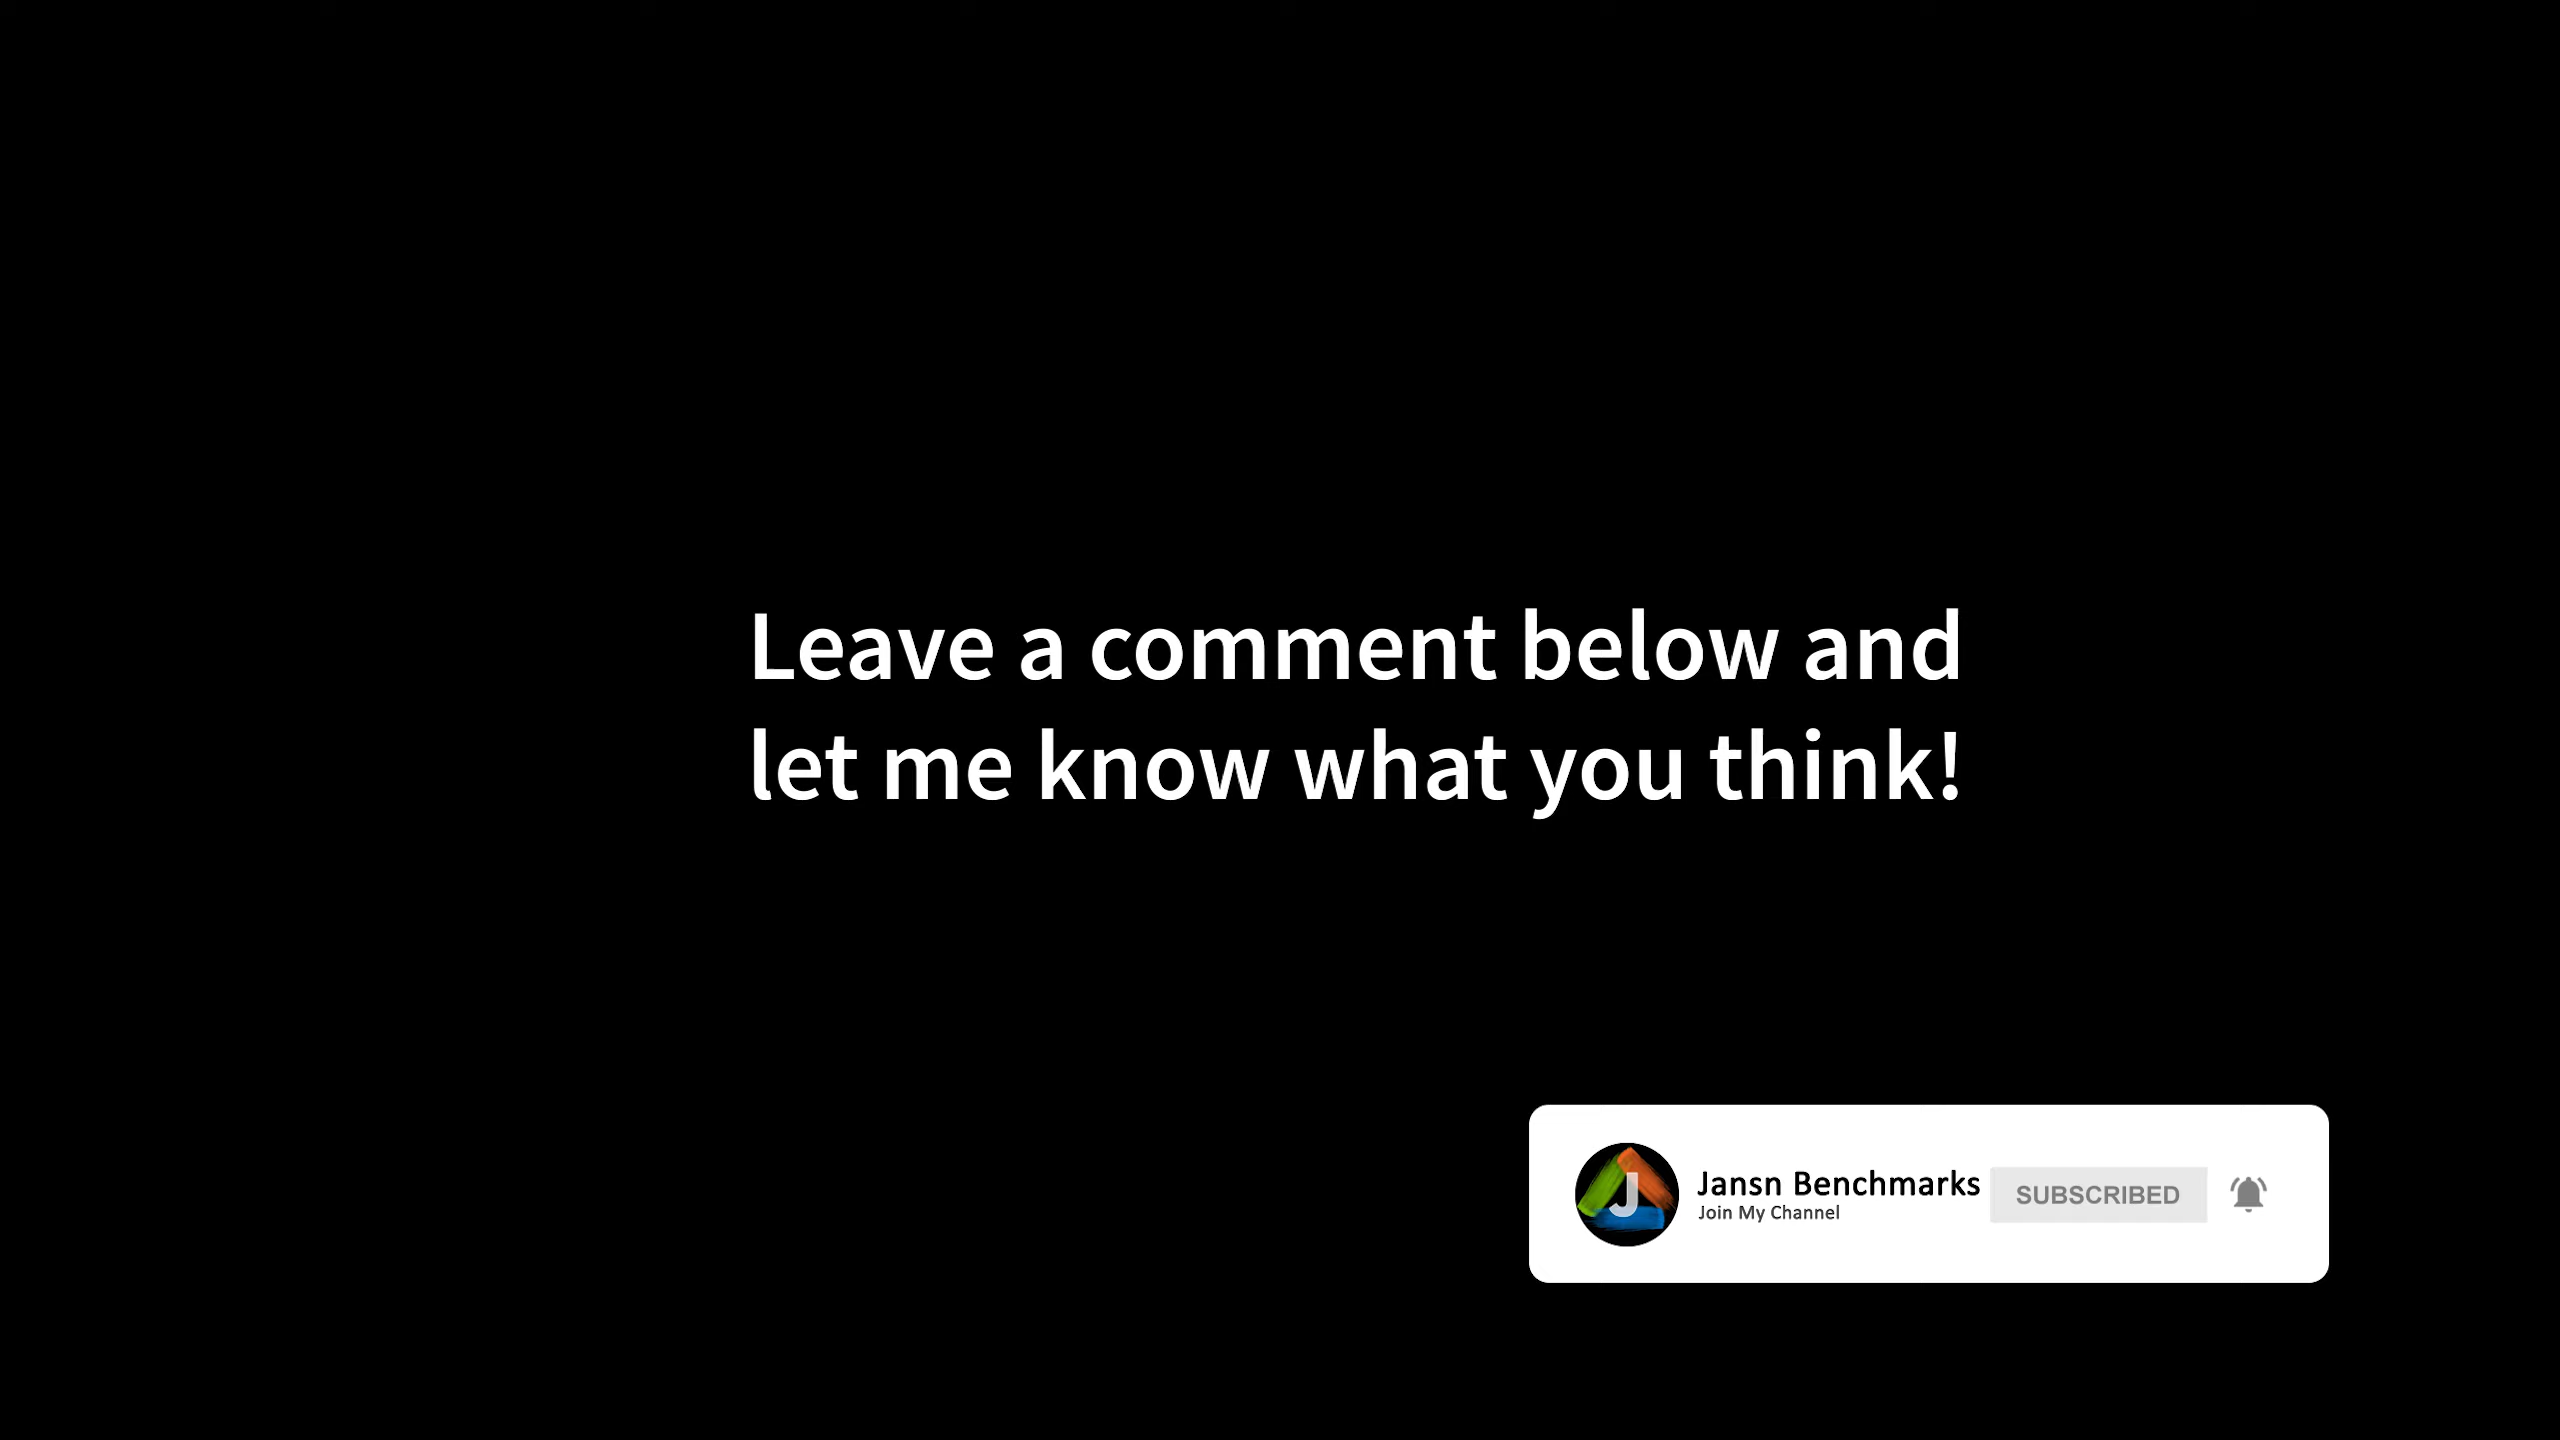 Leave a comment below and
let me know what you think!
J
Jansn Benchmarks
Join My Channel
SUBSCRIBED